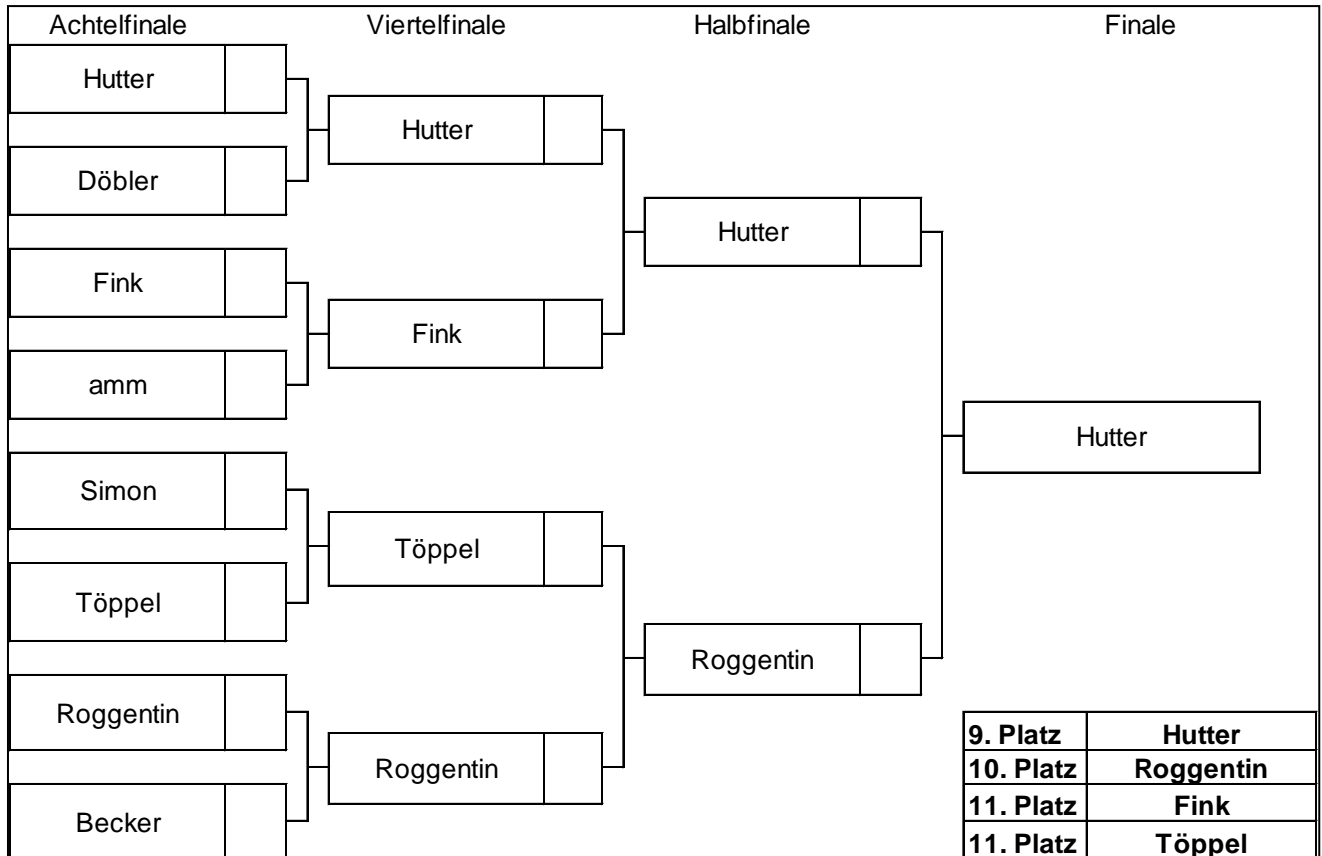 Achtelfinale Viertelfinale Halbfinale Finale
Hutter
Hutter
Döbler
Hutter
Fink
Fink
amm
Hutter
Simon
Töppel
Töppel
Roggentin
Roggentin
Roggentin
Becker
9. Platz Hutter
10. Platz Roggentin
11. Platz Fink
11. Platz Töppel